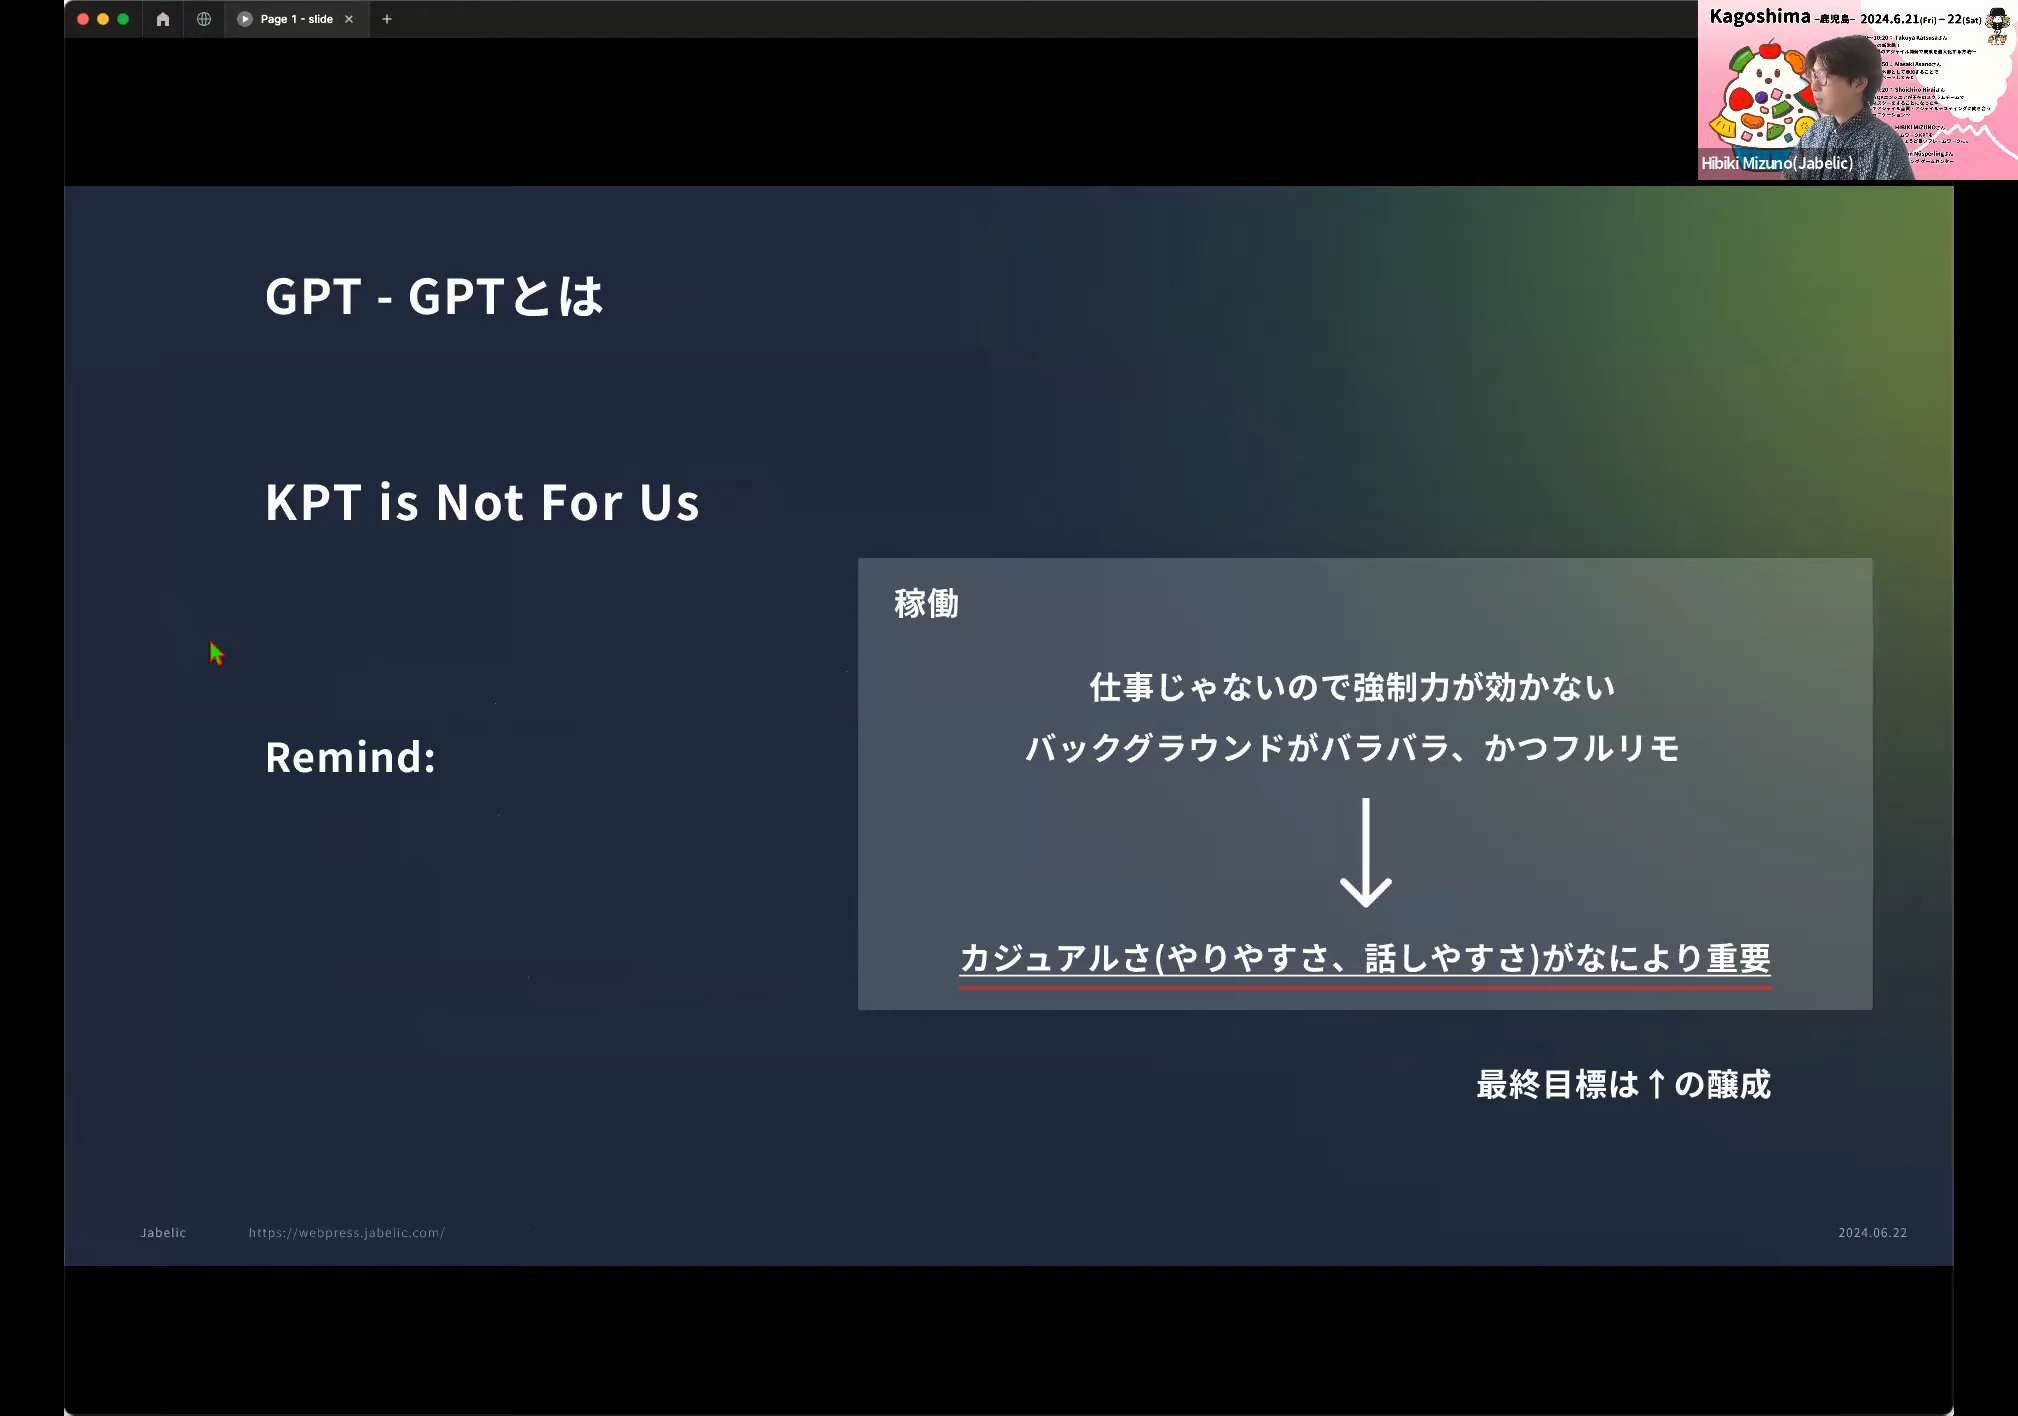 Page 1 - slide
Kagoshima -鹿児島- 2024.6.21(Fri) – 22(Sat)
Hibiki Mizuno(Jabelic)
GPT - GPTとは
KPT is Not For Us
Remind:
稼働
仕事じゃないので強制力が効かない
バックグラウンドがバラバラ、かつフルリモ
カジュアルさ(やりやすさ、話しやすさ)がなにより重要
最終目標は↑の醸成
Jabelic
https://webpress.jabelic.com/
2024.06.22